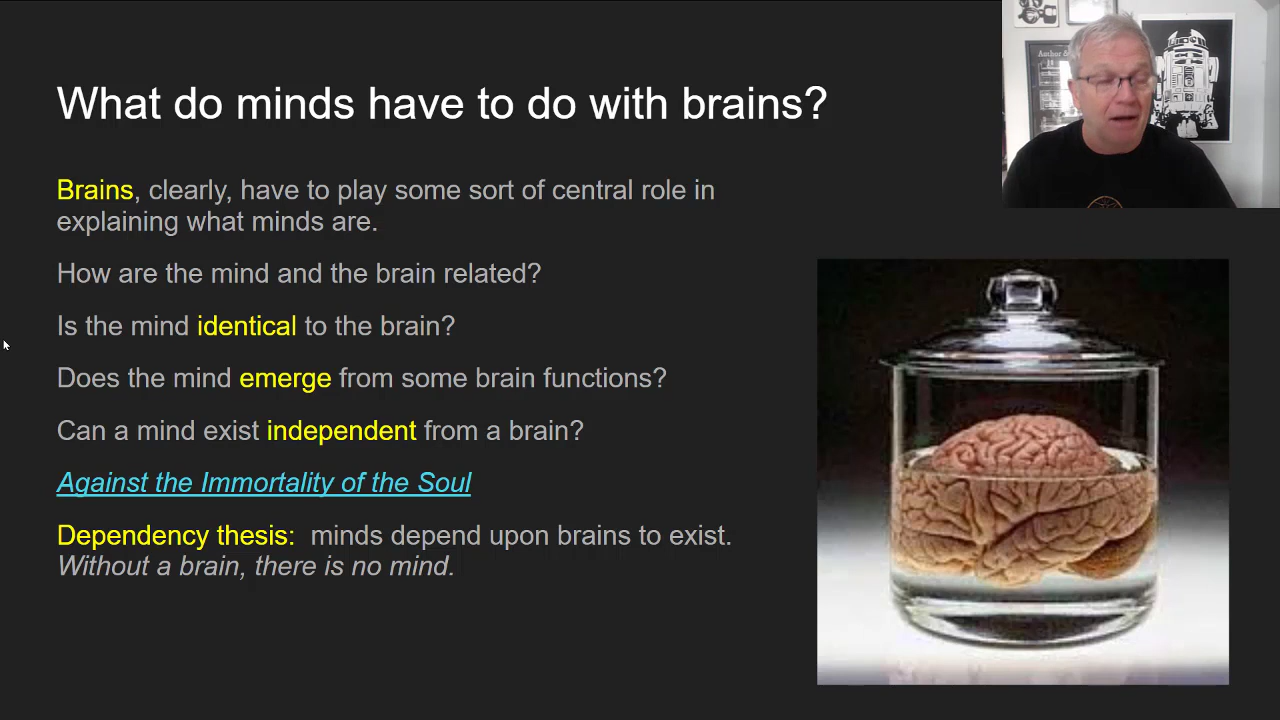 What do minds have to do with brains?
Brains, clearly, have to play some sort of central role in
explaining what minds are.
How are the mind and the brain related?
Is the mind identical to the brain?
Does the mind emerge from some brain functions?
Can a mind exist independent from a brain?
Against the Immortality of the Soul
Dependency thesis:  minds depend upon brains to exist.
Without a brain, there is no mind.
Author &